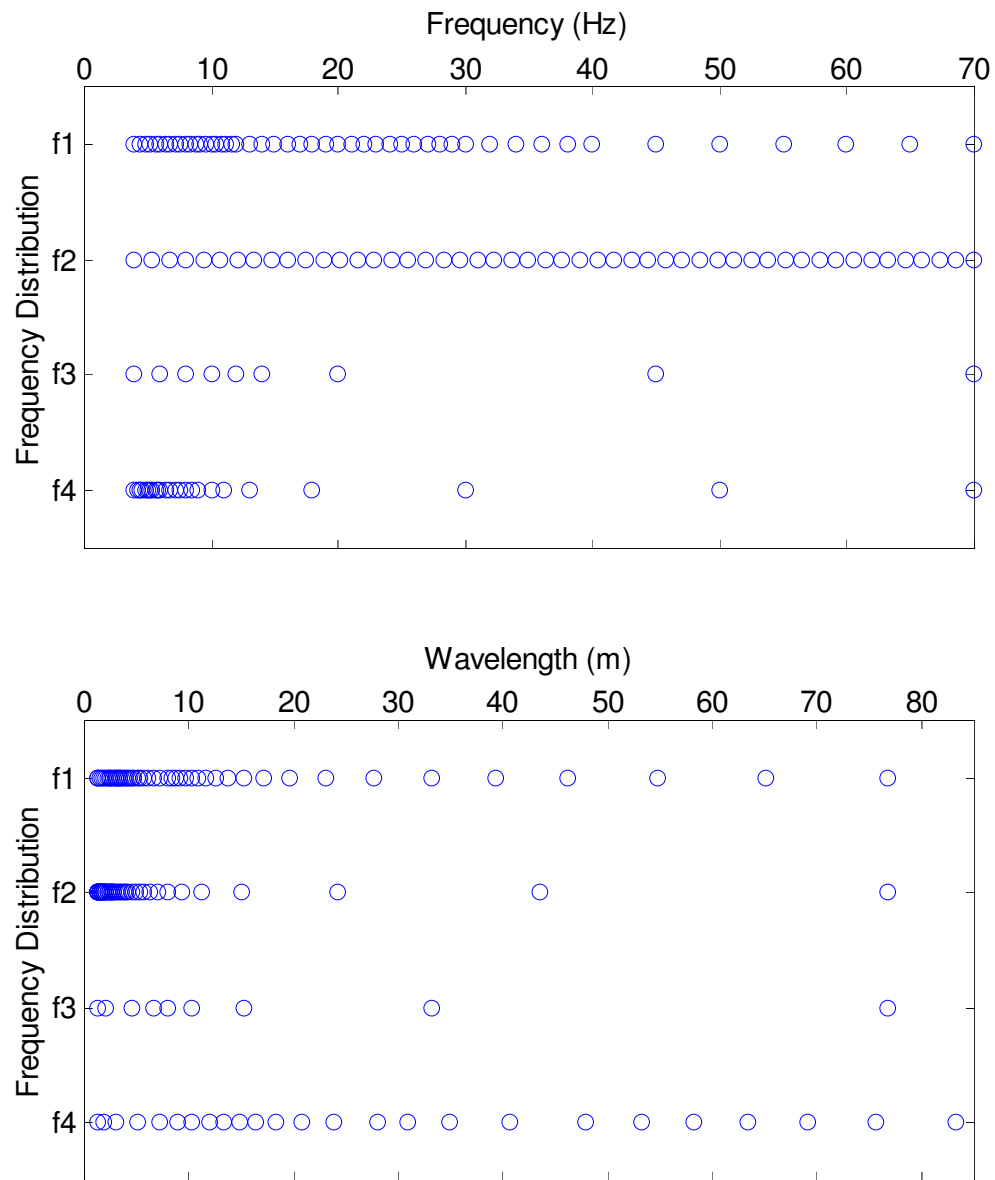 Frequency (Hz)
0 10 20 30 40 50 60 70
Frequency Distribution
f1
f2
f3
f4
Wavelength (m)
0 10 20 30 40 50 60 70 80
Frequency Distribution
f1
f2
f3
f4